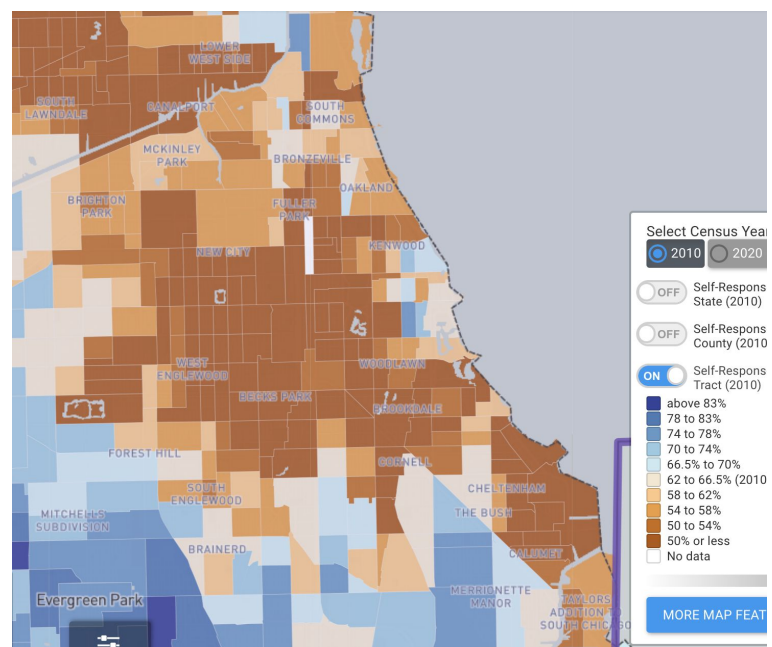 LOWER
WEST SIDE
SOUTH
LAWNDALE
CANALPORT
SOUTH
COMMONS
MCKINLEY
PARK
BRONZEVILLE
OAKLAND
BRIGHTON
PARK
FULLER
PARK
NEW CITY
KENWOOD
WEST
ENGLEWOOD
WOODLAWN
BECKS PARK
BROOKDALE
FOREST HILL
CORNELL
SOUTH
ENGLEWOOD
CHELTENHAM
MITCHELLS
SUBDIVISION
THE BUSH
BRAINERD
CALUMET
MERRIONETTE
MANOR
Evergreen Park
TAYLORS
ADDITION TO
SOUTH CHICAGO
Select Census Year
2010
2020
OFF
Self-Respons
State (2010)
OFF
Self-Respons
County (2010
ON
Self-Respons
Tract (2010)
above 83%
78 to 83%
74 to 78%
70 to 74%
66.5% to 70%
62 to 66.5% (2010
58 to 62%
54 to 58%
50 to 54%
50% or less
No data
MORE MAP FEAT